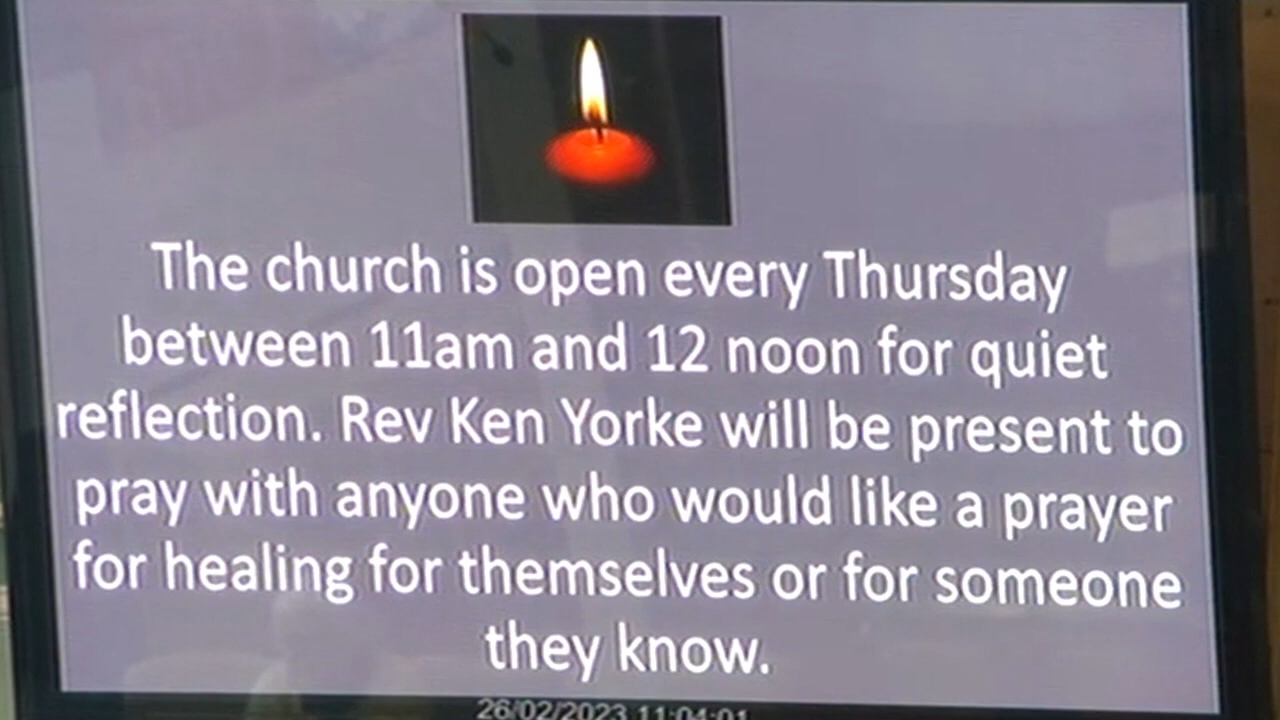 The church is open every Thursday
between 11am and 12 noon for quiet
reflection. Rev Ken Yorke will be present to
pray with anyone who would like a prayer
for healing for themselves or for someone
they know.
26/02/2023 11:04:01